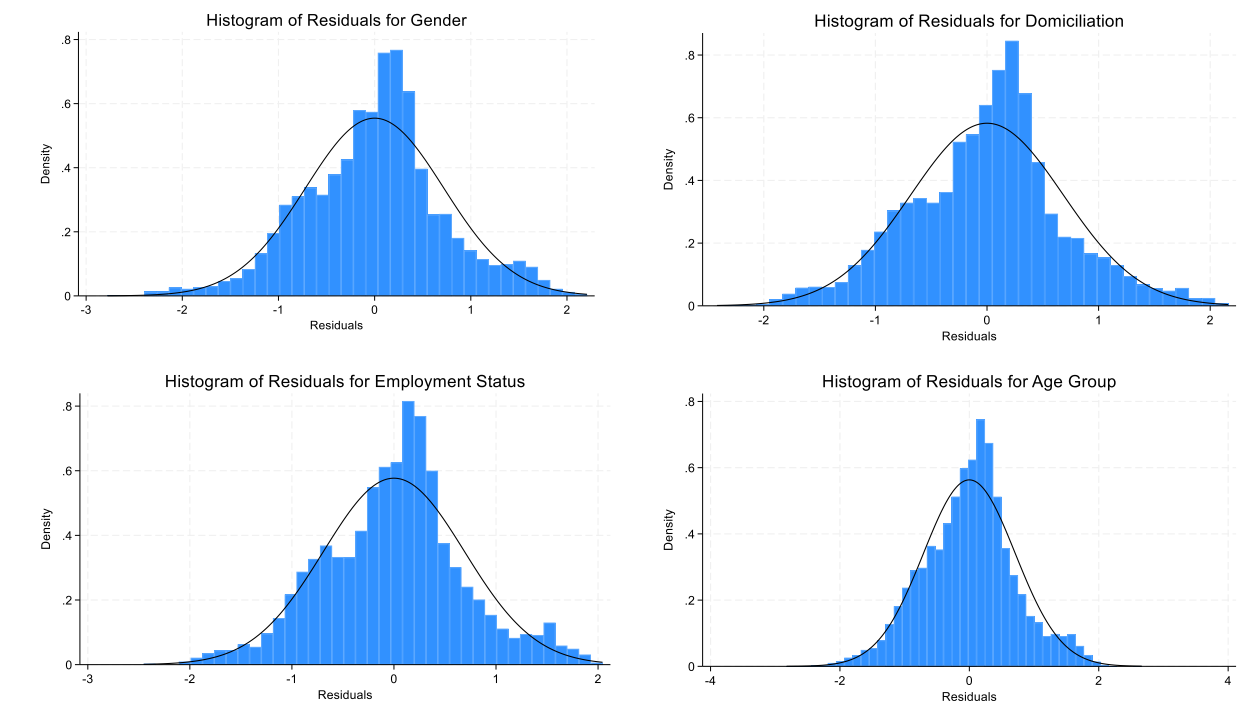 Histogram of Residuals for Gender
.8
.6
.4
.2
0
Density
-3 -2 -1 0 1 2
Residuals
Histogram of Residuals for Domiciliation
.8
.6
.4
.2
0
Density
-2 -1 0 1 2
Residuals
Histogram of Residuals for Employment Status
.8
.6
.4
.2
0
Density
-3 -2 -1 0 1 2
Residuals
Histogram of Residuals for Age Group
.8
.6
.4
.2
0
Density
-4 -2 0 2 4
Residuals